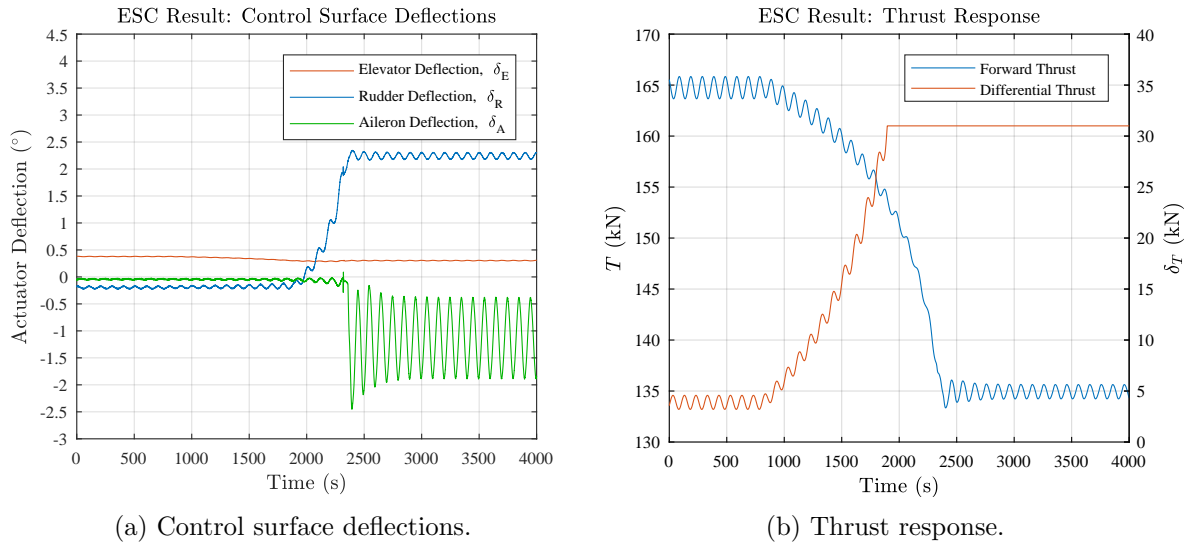 ESC Result: Control Surface Deflections
4.5
4
3.5
3
2.5
2
1.5
1
0.5
0
-0.5
-1
-1.5
-2
-2.5
-3
Actuator Deflection (°)
Elevator Deflection, δ_E
Rudder Deflection, δ_R
Aileron Deflection, δ_A
0 500 1000 1500 2000 2500 3000 3500 4000
Time (s)
(a) Control surface deflections.
ESC Result: Thrust Response
170
165
160
155
150
145
140
135
130
T (kN)
Forward Thrust
Differential Thrust
40
35
30
25
20
15
10
5
0
δ_T (kN)
0 500 1000 1500 2000 2500 3000 3500 4000
Time (s)
(b) Thrust response.